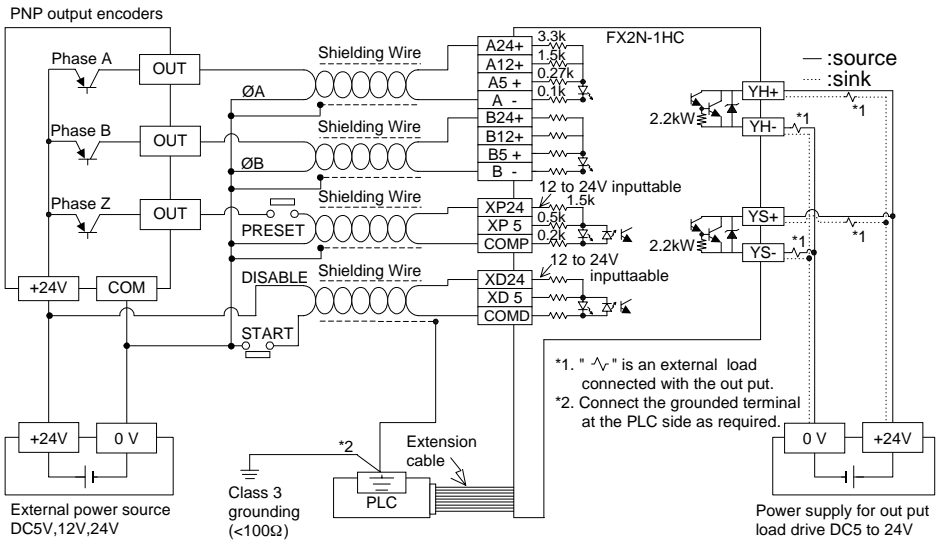 PNP output encoders
Phase A
OUT
Phase B
OUT
Phase Z
OUT
+24V
COM
Shielding Wire
ØA
Shielding Wire
ØB
Shielding Wire
PRESET
DISABLE
Shielding Wire
START
A24+
A12+
A5 +
A -
B24+
B12+
B5 +
B -
XP24
XP 5
COMP
XD24
XD 5
COMD
3.3k
1.5k
0.27k
0.1k
12 to 24V inputtable
1.5k
0.5k
0.2k
12 to 24V
inputtaable
FX2N-1HC
:source
:sink
YH+
*1
2.2kW
YH-
*1
YS+
*1
2.2kW
YS-
*1
*1. " " is an external load
connected with the out put.
*2. Connect the grounded terminal
at the PLC side as required.
+24V
0 V
External power source
DC5V,12V,24V
*2
Class 3
grounding
(<100Ω)
PLC
Extension
cable
0 V
+24V
Power supply for out put
load drive DC5 to 24V